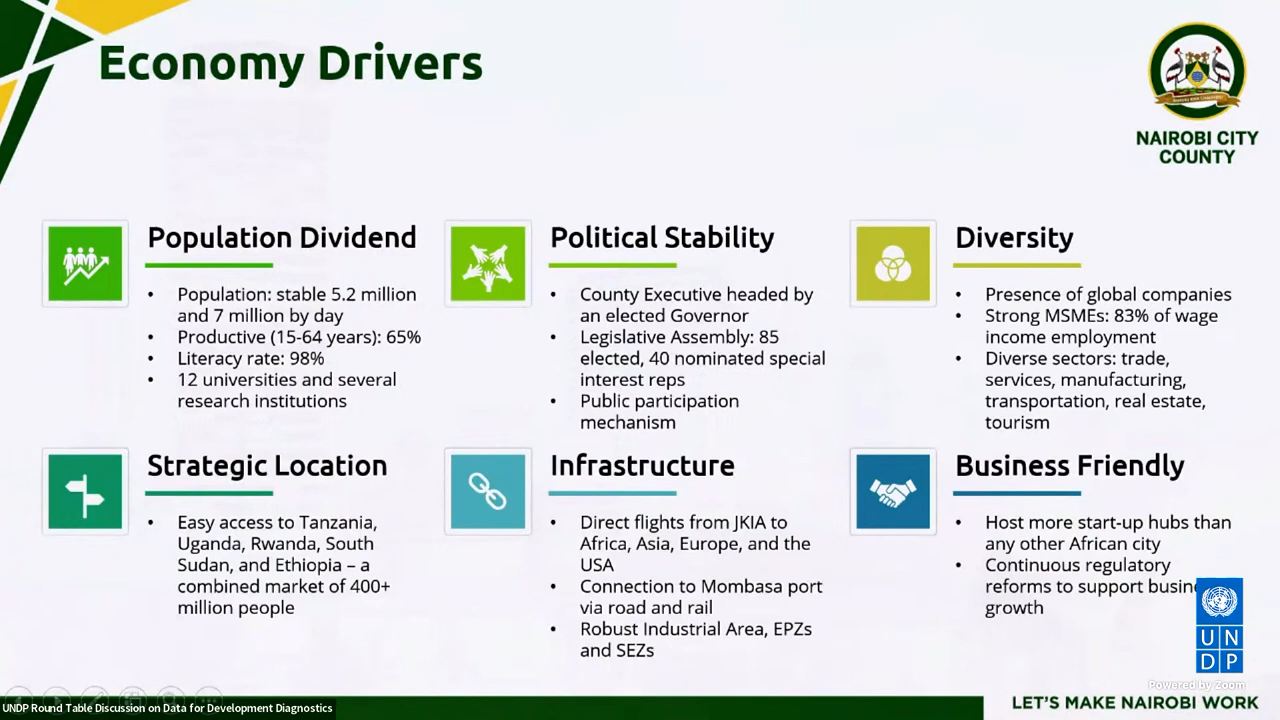 Economy Drivers
NAIROBI CITY
COUNTY
Population Dividend
• Population: stable 5.2 million
and 7 million by day
• Productive (15-64 years): 65%
• Literacy rate: 98%
• 12 universities and several
research institutions
Political Stability
• County Executive headed by
an elected Governor
• Legislative Assembly: 85
elected, 40 nominated special
interest reps
• Public participation
mechanism
Diversity
• Presence of global companies
• Strong MSMEs: 83% of wage
income employment
• Diverse sectors: trade,
services, manufacturing,
transportation, real estate,
tourism
Strategic Location
• Easy access to Tanzania,
Uganda, Rwanda, South
Sudan, and Ethiopia – a
combined market of 400+
million people
Infrastructure
• Direct flights from JKIA to
Africa, Asia, Europe, and the
USA
• Connection to Mombasa port
via road and rail
• Robust Industrial Area, EPZs
and SEZs
Business Friendly
• Host more start-up hubs than
any other African city
• Continuous regulatory
reforms to support
growth
U N
D P
Powered by Zoom
UNDP Round Table Discussion on Data for Development Diagnostics
LET'S MAKE NAIROBI WORK